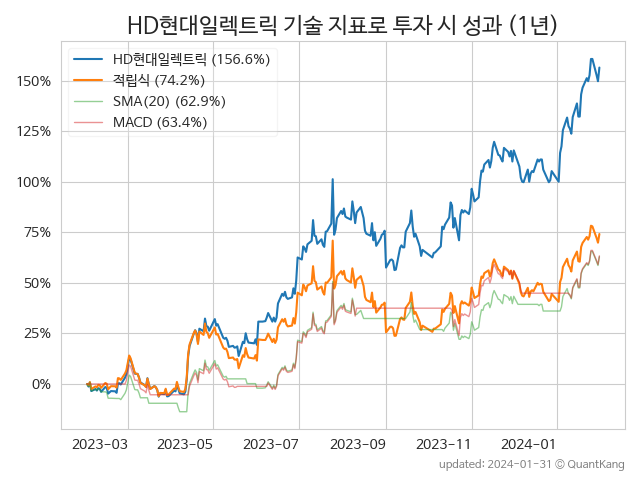 HD현대일렉트릭 기술 지표로 투자 시 성과 (1년)
HD현대일렉트릭 (156.6%)
적립식 (74.2%)
SMA(20) (62.9%)
MACD (63.4%)
150%
125%
100%
75%
50%
25%
0%
2023-03 2023-05 2023-07 2023-09 2023-11 2024-01
updated: 2024-01-31 © QuantKang